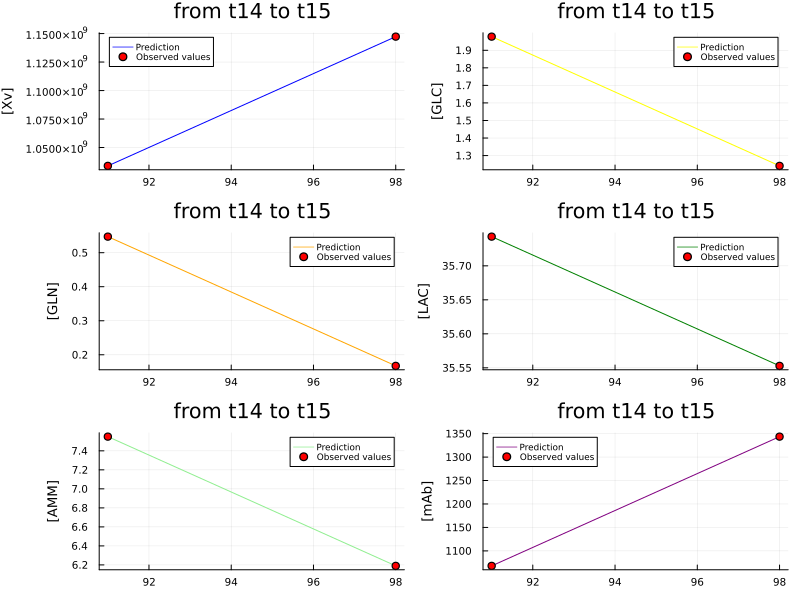 from t14 to t15
[Xv]
1.1500×10⁹
1.1250×10⁹
1.1000×10⁹
1.0750×10⁹
1.0500×10⁹
Prediction
Observed values
92 94 96 98
from t14 to t15
[GLC]
1.9
1.8
1.7
1.6
1.5
1.4
1.3
Prediction
Observed values
92 94 96 98
from t14 to t15
[GLN]
0.5
0.4
0.3
0.2
Prediction
Observed values
92 94 96 98
from t14 to t15
[LAC]
35.70
35.65
35.60
35.55
Prediction
Observed values
92 94 96 98
from t14 to t15
[AMM]
7.4
7.2
7.0
6.8
6.6
6.4
6.2
Prediction
Observed values
92 94 96 98
from t14 to t15
[mAb]
1350
1300
1250
1200
1150
1100
Prediction
Observed values
92 94 96 98